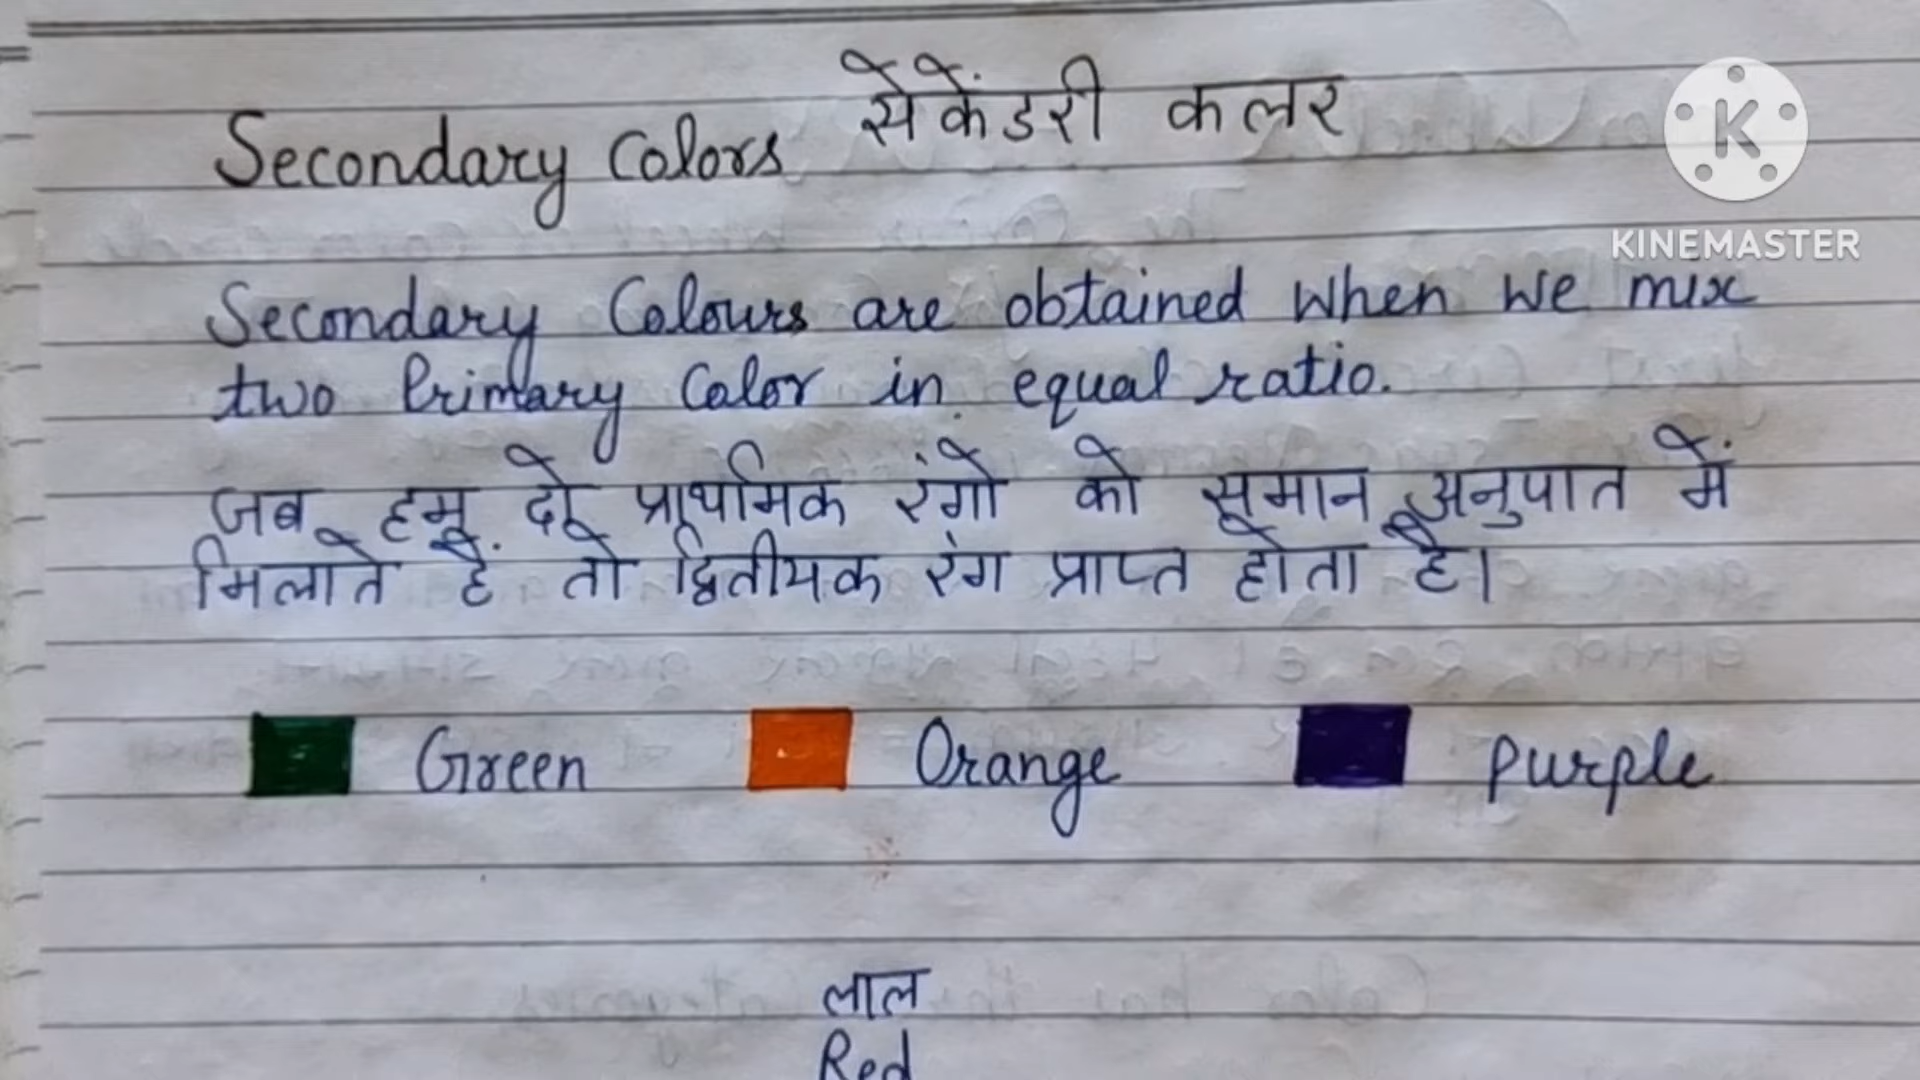 Secondary Colors सेकेंडरी कलर
K
KINEMASTER
Secondary Colours are obtained when we mix
two Primary Color in equal ratio.
जब हम दो प्राथमिक रंगो को समान अनुपात में
मिलाते हैं तो द्वितीयक रंग प्राप्त होता है।
Green Orange Purple
लाल
Red